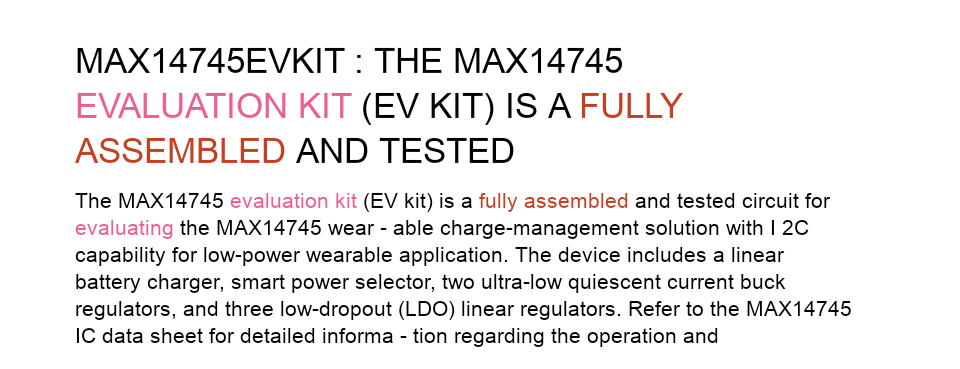 MAX14745EVKIT : THE MAX14745
EVALUATION KIT (EV KIT) IS A FULLY
ASSEMBLED AND TESTED
The MAX14745 evaluation kit (EV kit) is a fully assembled and tested circuit for
evaluating the MAX14745 wear - able charge-management solution with I 2C
capability for low-power wearable application. The device includes a linear
battery charger, smart power selector, two ultra-low quiescent current buck
regulators, and three low-dropout (LDO) linear regulators. Refer to the MAX14745
IC data sheet for detailed informa - tion regarding the operation and